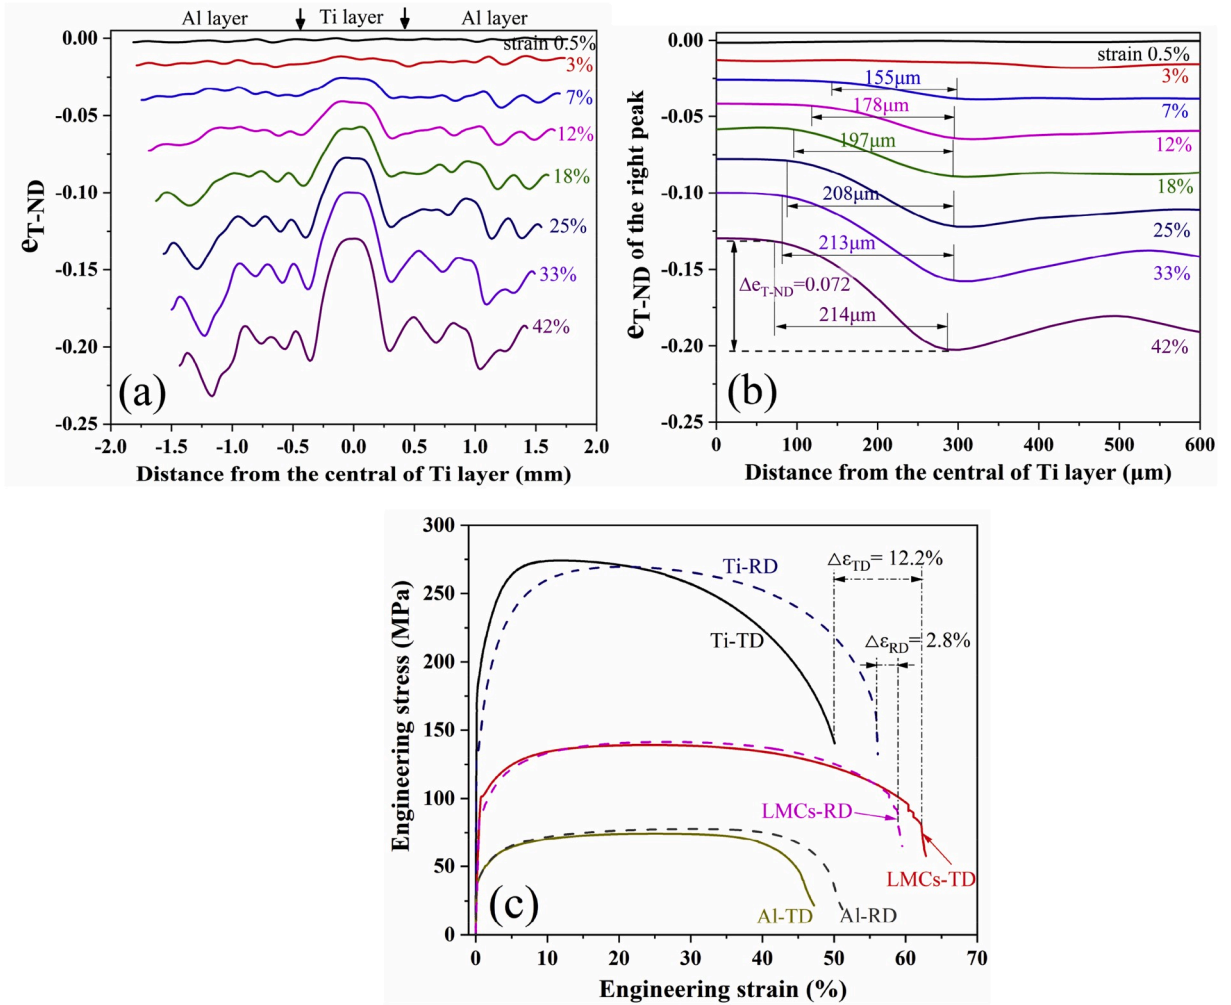 Al layer Ti layer Al layer
0.00
-0.05
-0.10
-0.15
-0.20
-0.25
e_T-ND
strain 0.5%
3%
7%
12%
18%
25%
33%
42%
(a)
-2.0 -1.5 -1.0 -0.5 0.0 0.5 1.0 1.5 2.0
Distance from the central of Ti layer (mm)
0.00
-0.05
-0.10
-0.15
-0.20
-0.25
e_T-ND of the right peak
strain 0.5%
3%
7%
12%
18%
25%
33%
42%
155μm
178μm
197μm
208μm
213μm
Δe_T-ND=0.072
214μm
(b)
0 100 200 300 400 500 600
Distance from the central of Ti layer (μm)
300
250
200
150
100
50
0
Engineering stress (MPa)
Ti-RD
Ti-TD
△ε_TD= 12.2%
△ε_RD= 2.8%
LMCs-RD
LMCs-TD
Al-TD
Al-RD
(c)
0 10 20 30 40 50 60 70
Engineering strain (%)